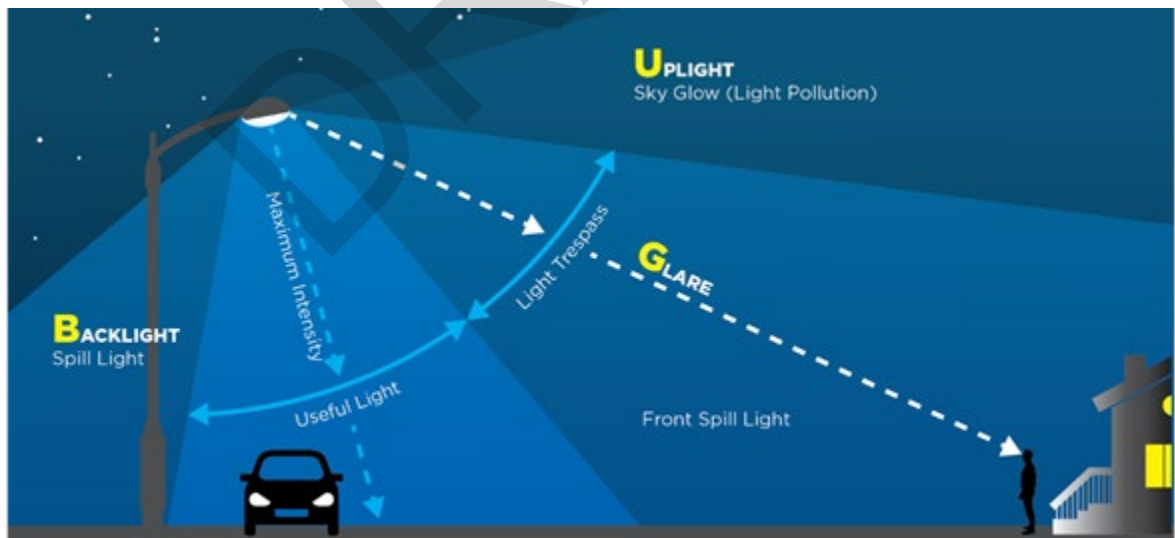 UPLIGHT
Sky Glow (Light Pollution)
Maximum Intensity
Light Trespass
GLARE
BACKLIGHT
Spill Light
Useful Light
Front Spill Light